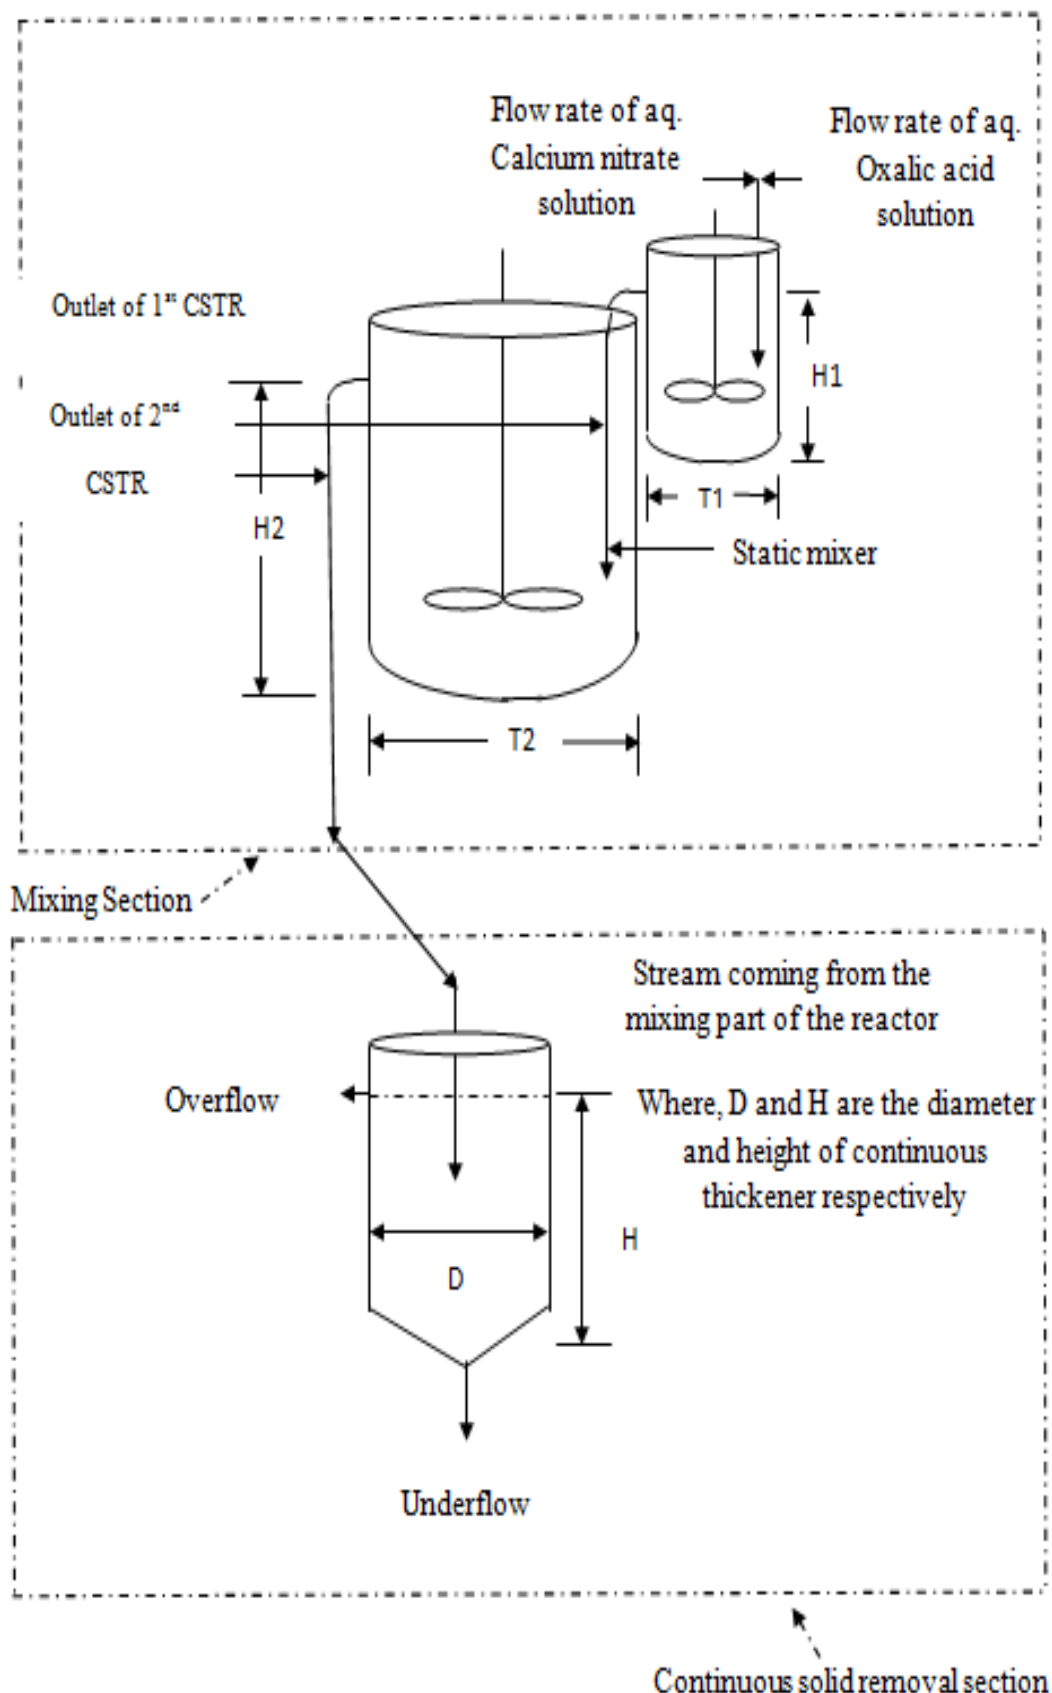 Flow rate of aq.
Calcium nitrate
solution
Flow rate of aq.
Oxalic acid
solution
Outlet of 1st CSTR
H1
Outlet of 2nd
CSTR
H2
T1
Static mixer
T2
Mixing Section
Stream coming from the
mixing part of the reactor
Overflow
Where, D and H are the diameter
and height of continuous
thickener respectively
H
D
Underflow
Continuous solid removal section